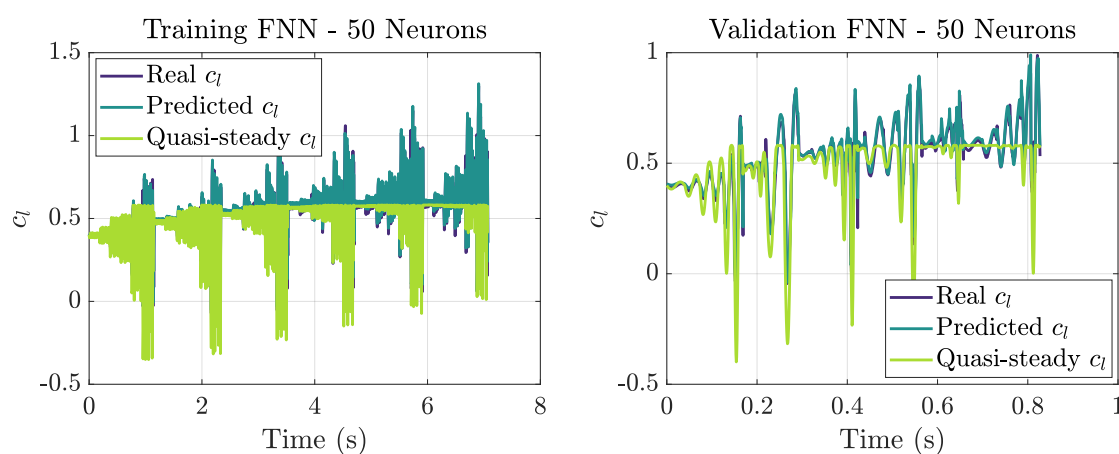 Training FNN - 50 Neurons
1.5
1
0.5
0
-0.5
c_l
Real c_l
Predicted c_l
Quasi-steady c_l
0 2 4 6 8
Time (s)
Validation FNN - 50 Neurons
1
0.5
0
-0.5
c_l
Real c_l
Predicted c_l
Quasi-steady c_l
0 0.2 0.4 0.6 0.8 1
Time (s)